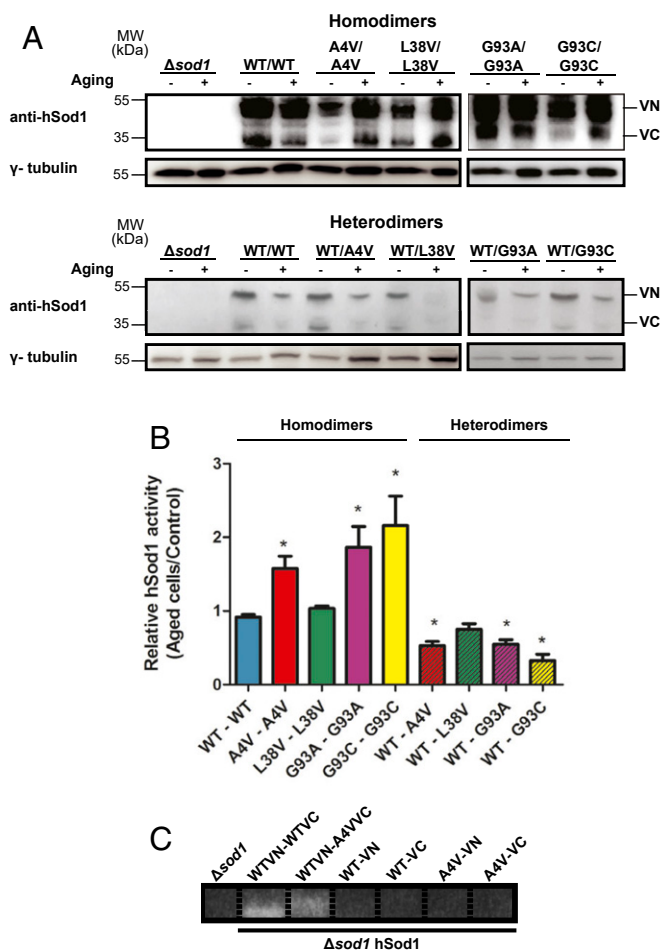 A
Homodimers
MW
(kDa)
Δsod1
WT/WT
A4V/
A4V
L38V/
L38V
G93A/
G93A
G93C/
G93C
Aging
- + - + - + - + - + - +
anti-hSod1
55
35
VN
VC
γ- tubulin
55
Heterodimers
MW
(kDa)
Δsod1
WT/WT
WT/A4V
WT/L38V
WT/G93A
WT/G93C
Aging
- + - + - + - + - + - +
anti-hSod1
55
35
VN
VC
γ- tubulin
55
B
Homodimers
Heterodimers
Relative hSod1 activity
(Aged cells/Control)
3
2
1
0
* * * * * *
WT - WT
A4V - A4V
L38V - L38V
G93A - G93A
G93C - G93C
WT - A4V
WT - L38V
WT - G93A
WT - G93C
C
Δsod1
WTVN-WTVC
WTVN-A4VVC
WT-VN
WT-VC
A4V-VN
A4V-VC
Δsod1 hSod1